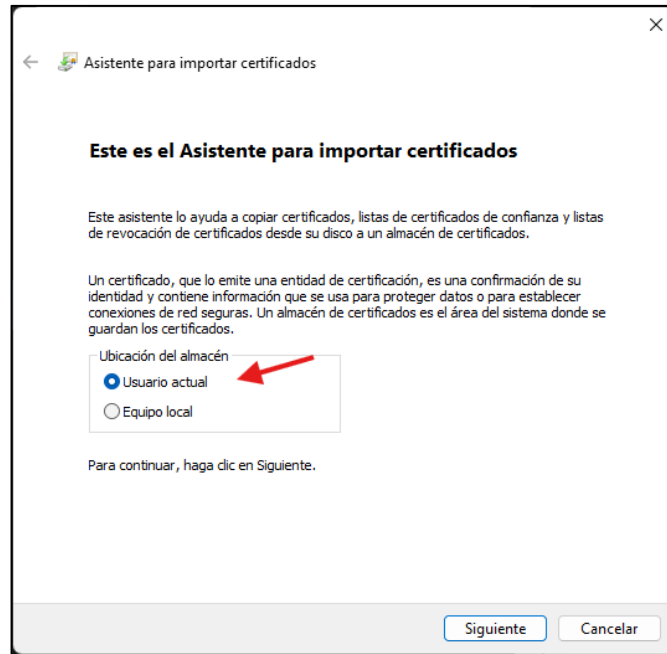 Asistente para importar certificados
Este es el Asistente para importar certificados
Este asistente lo ayuda a copiar certificados, listas de certificados de confianza y listas
de revocación de certificados desde su disco a un almacén de certificados.
Un certificado, que lo emite una entidad de certificación, es una confirmación de su
identidad y contiene información que se usa para proteger datos o para establecer
conexiones de red seguras. Un almacén de certificados es el área del sistema donde se
guardan los certificados.
Ubicación del almacén
Usuario actual
Equipo local
Para continuar, haga clic en Siguiente.
Siguiente Cancelar